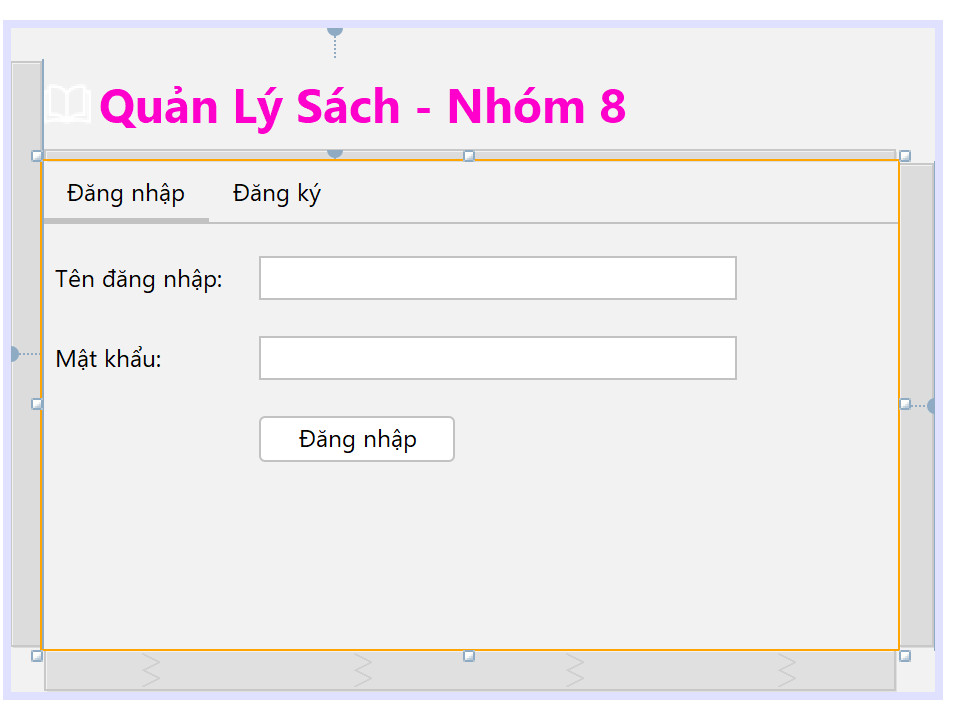 Quản Lý Sách - Nhóm 8
Đăng nhập Đăng ký
Tên đăng nhập:
Mật khẩu:
Đăng nhập